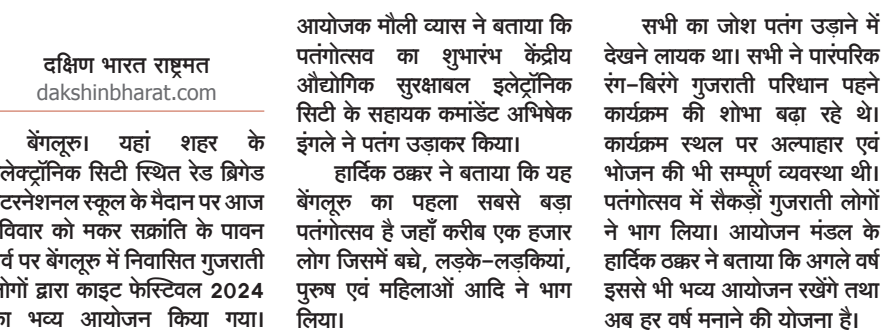 दक्षिण भारत राष्ट्रमत
dakshinbharat.com
बेंगलूरु। यहां शहर के
लेक्ट्रॉनिक सिटी स्थित रेड ब्रिगेड
टरनेशनल स्कूल के मैदान पर आज
विवार को मकर सक्रांति के पावन
र्व पर बेंगलूरु में निवासित गुजराती
ोगों द्वारा काइट फेस्टिवल 2024
का भव्य आयोजन किया गया।
आयोजक मौली व्यास ने बताया कि
पतंगोत्सव का शुभारंभ केंद्रीय
औद्योगिक सुरक्षाबल इलेट्रॉनिक
सिटी के सहायक कमांडेंट अभिषेक
इंगले ने पतंग उड़ाकर किया।
हार्दिक ठक्कर ने बताया कि यह
बेंगलूरु का पहला सबसे बड़ा
पतंगोत्सव है जहाँ करीब एक हजार
लोग जिसमें बच्चे, लड़के-लड़कियां,
पुरुष एवं महिलाओं आदि ने भाग
लिया।
सभी का जोश पतंग उड़ाने में
देखने लायक था। सभी ने पारंपरिक
रंग-बिरंगे गुजराती परिधान पहने
कार्यक्रम की शोभा बढ़ा रहे थे।
कार्यक्रम स्थल पर अल्पाहार एवं
भोजन की भी सम्पूर्ण व्यवस्था थी।
पतंगोत्सव में सैकड़ों गुजराती लोगों
ने भाग लिया। आयोजन मंडल के
हार्दिक ठक्कर ने बताया कि अगले वर्ष
इससे भी भव्य आयोजन रखेंगे तथा
अब हर वर्ष मनाने की योजना है।